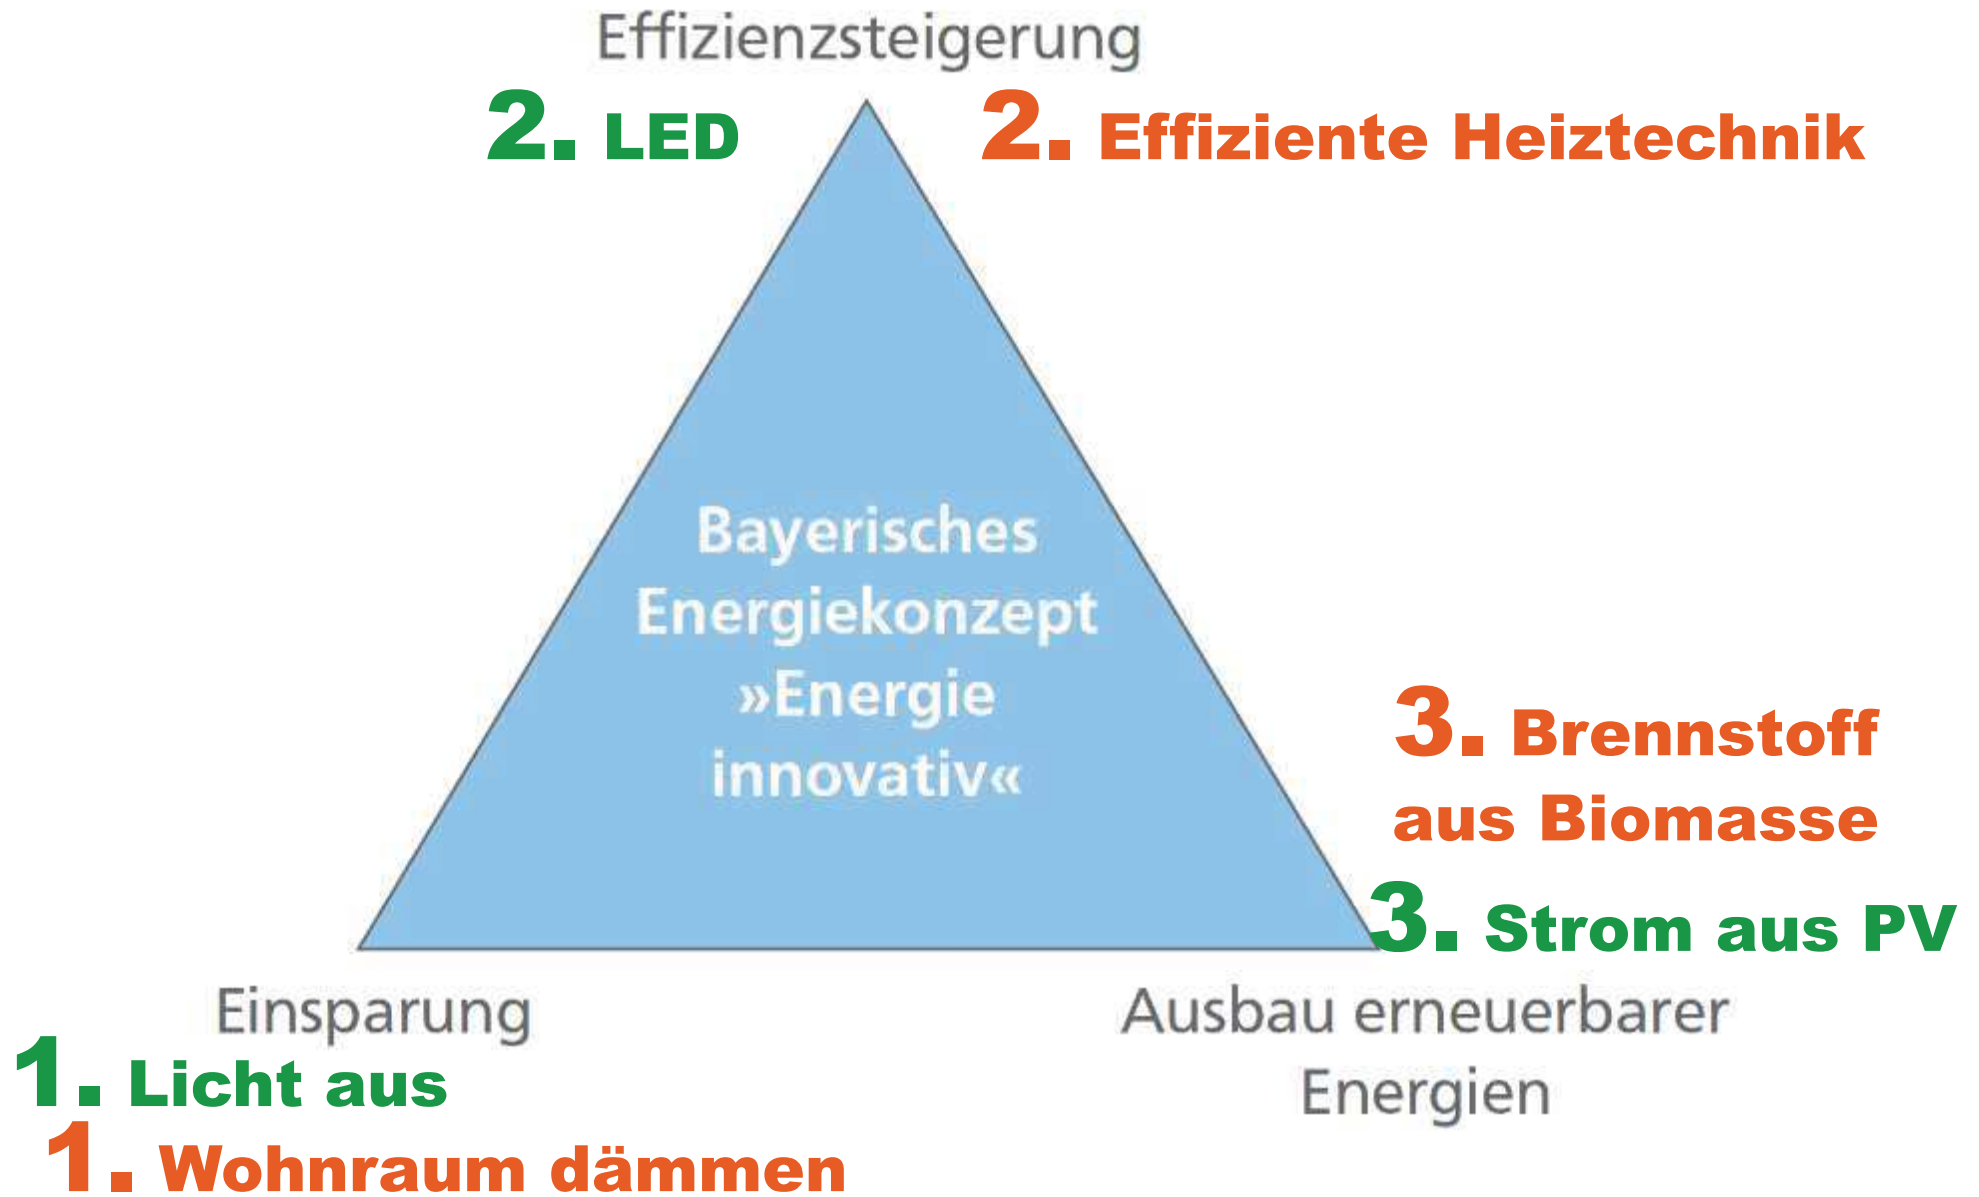 Effizienzsteigerung
2. LED
2. Effiziente Heiztechnik
Bayerisches
Energiekonzept
»Energie
innovativ«
3. Brennstoff
aus Biomasse
3. Strom aus PV
Einsparung
1. Licht aus
1. Wohnraum dämmen
Ausbau erneuerbarer
Energien